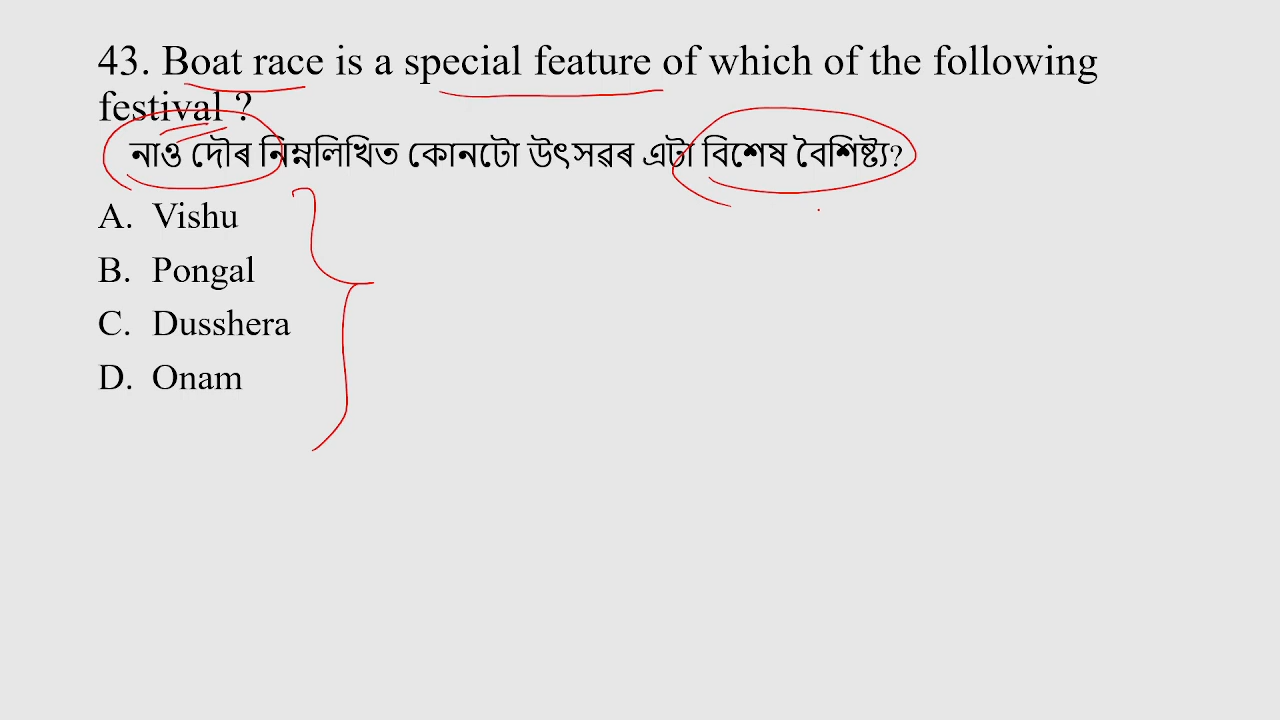 43. Boat race is a special feature of which of the following
festival ?
নাও দৌৰ নিম্নলিখিত কোনটো উৎসৱৰ এটা বিশেষ বৈশিষ্ট্য?
A. Vishu
B. Pongal
C. Dusshera
D. Onam